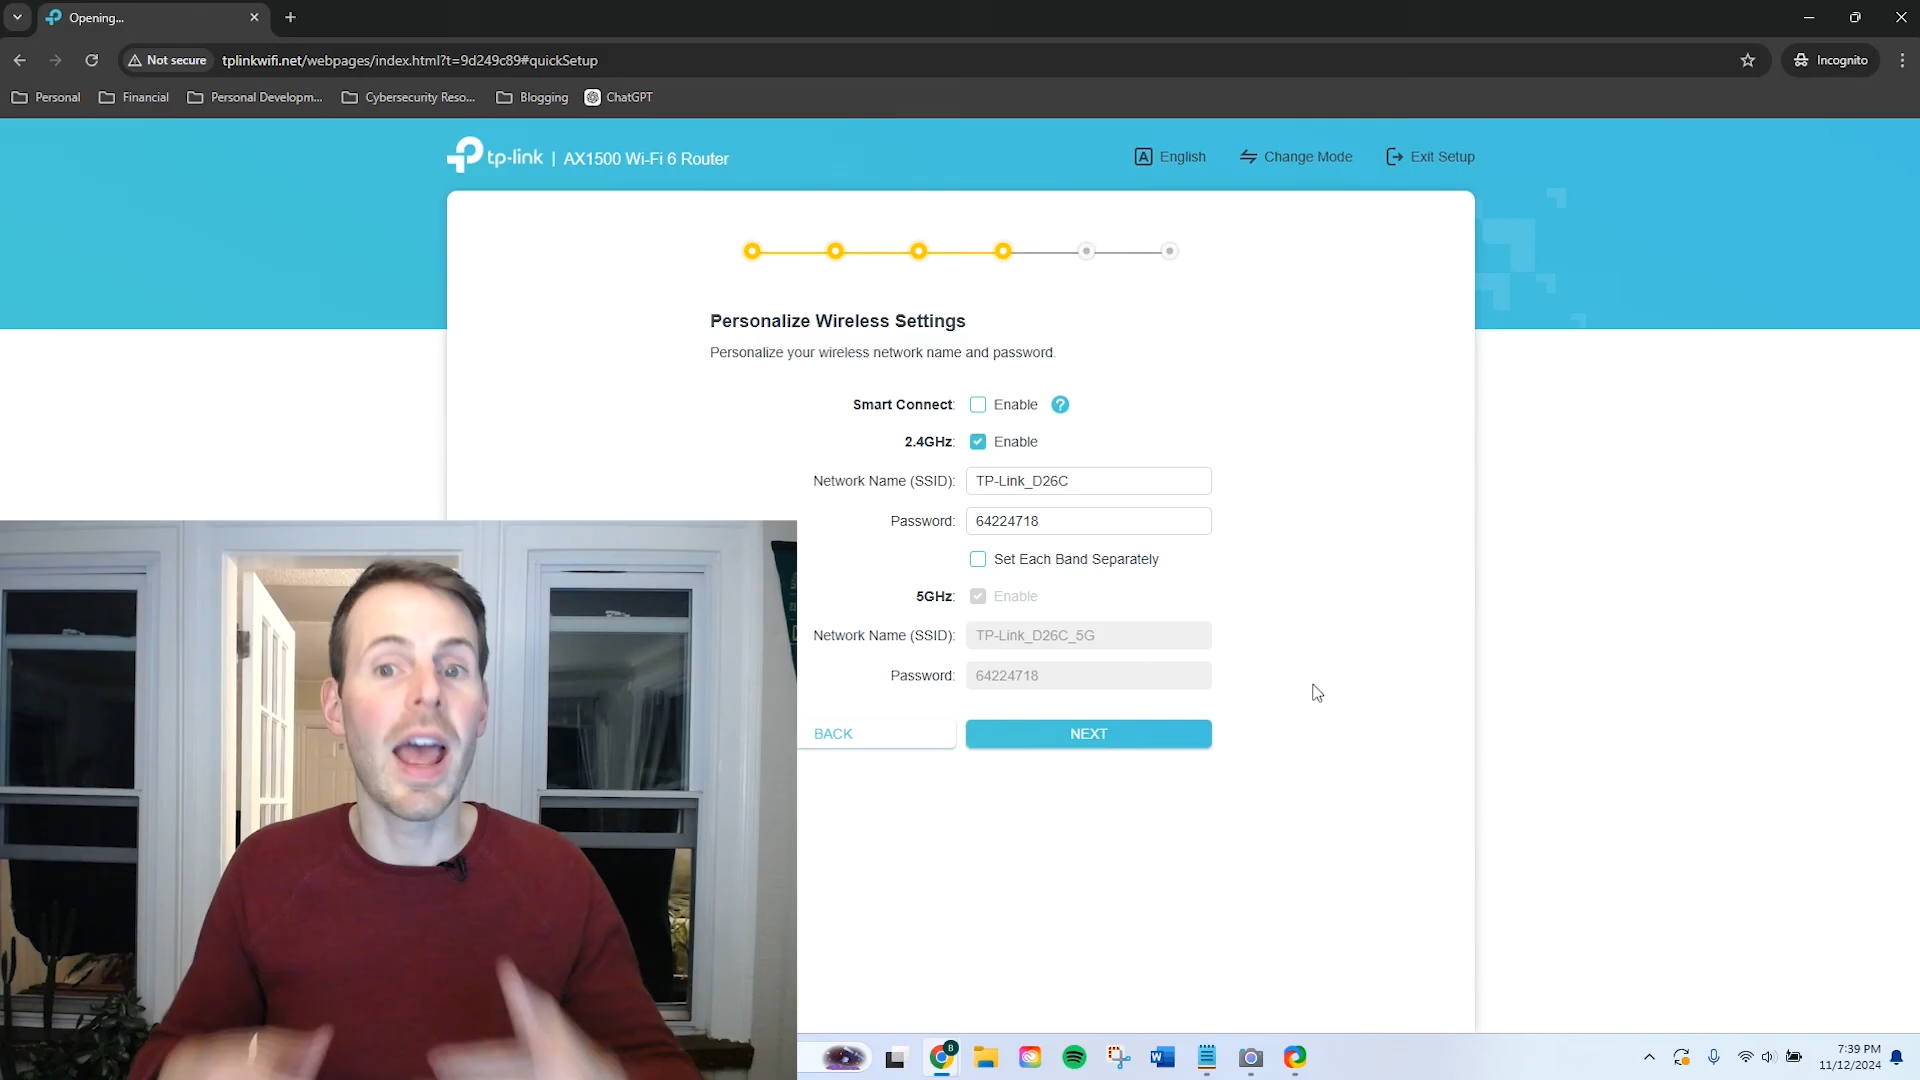 Opening...
Not secure
tplinkwifi.net/webpages/index.html?t=9d249c89#quickSetup
Incognito
Personal
Financial
Personal Developm...
Cybersecurity Reso...
Blogging
ChatGPT
tp-link | AX1500 Wi-Fi 6 Router
A English
Change Mode
Exit Setup
Personalize Wireless Settings
Personalize your wireless network name and password.
Smart Connect: Enable ?
2.4GHz: Enable
Network Name (SSID): TP-Link_D26C
Password: 64224718
Set Each Band Separately
5GHz: Enable
Network Name (SSID): TP-Link_D26C_5G
Password: 64224718
BACK
NEXT
B
W
7:39 PM
11/12/2024